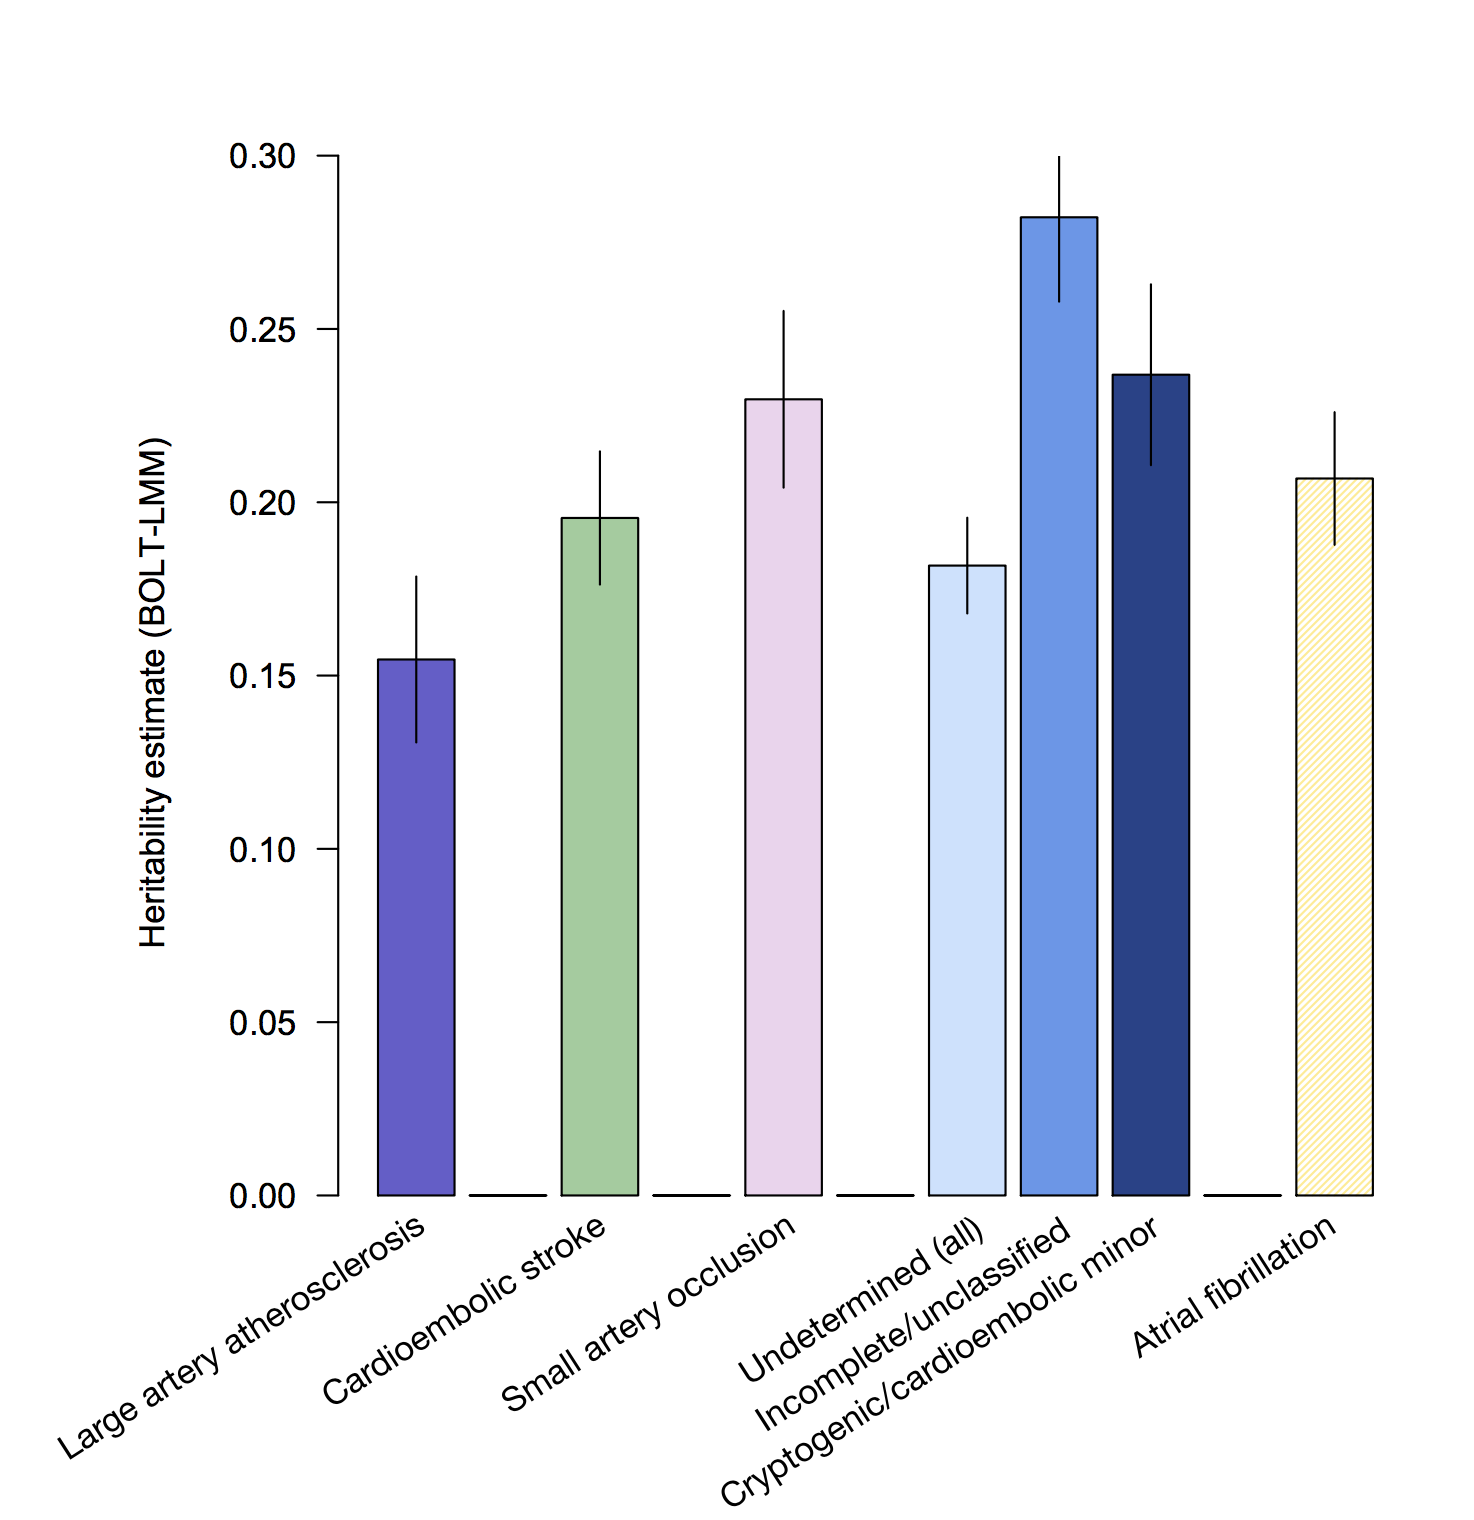 0.30
0.25
0.20
0.15
0.10
0.05
0.00
Heritability estimate (BOLT-LMM)
Large artery atherosclerosis
Cardioembolic stroke
Small artery occlusion
Undetermined (all)
Incomplete/unclassified
Cryptogenic/cardioembolic minor
Atrial fibrillation